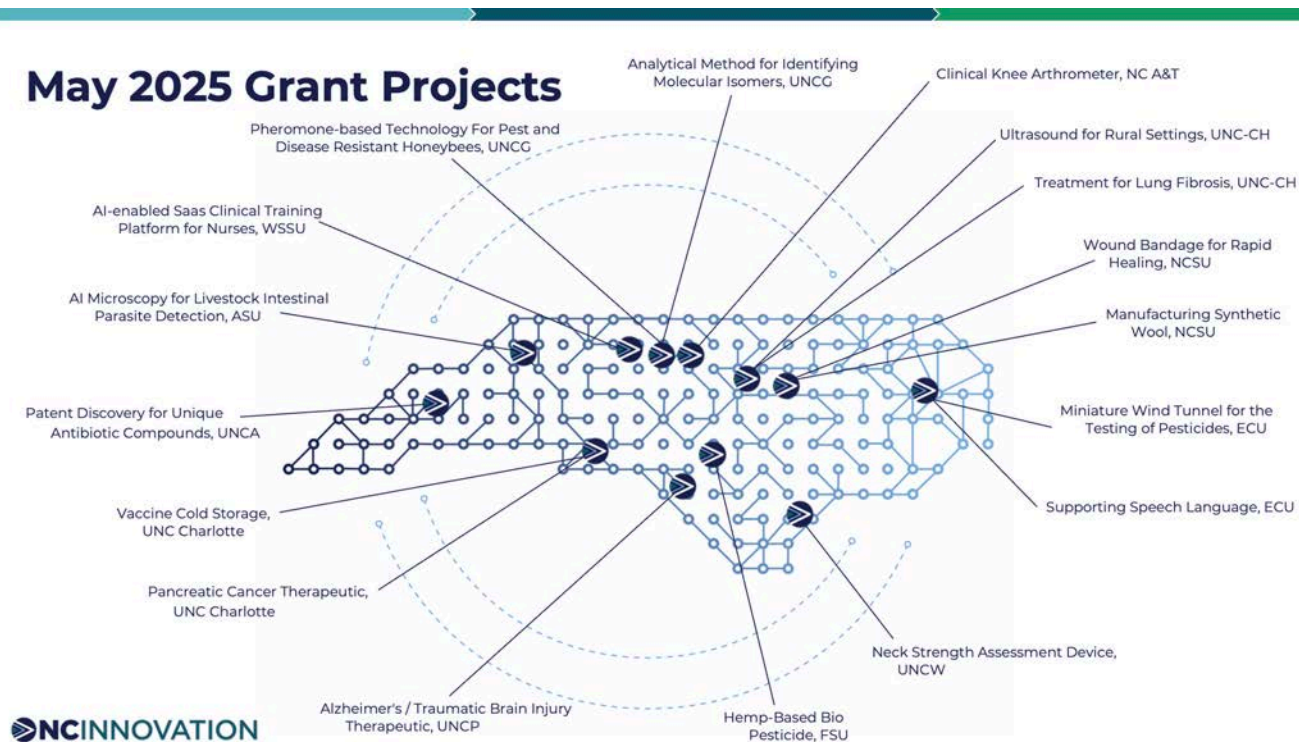 May 2025 Grant Projects
Analytical Method for Identifying
Molecular Isomers, UNCG
Clinical Knee Arthrometer, NC A&T
Pheromone-based Technology For Pest and
Disease Resistant Honeybees, UNCG
Ultrasound for Rural Settings, UNC-CH
Treatment for Lung Fibrosis, UNC-CH
AI-enabled Saas Clinical Training
Platform for Nurses, WSSU
Wound Bandage for Rapid
Healing, NCSU
AI Microscopy for Livestock Intestinal
Parasite Detection, ASU
Manufacturing Synthetic
Wool, NCSU
Patent Discovery for Unique
Antibiotic Compounds, UNCA
Miniature Wind Tunnel for the
Testing of Pesticides, ECU
Vaccine Cold Storage,
UNC Charlotte
Supporting Speech Language, ECU
Pancreatic Cancer Therapeutic,
UNC Charlotte
Neck Strength Assessment Device,
UNCW
Alzheimer's / Traumatic Brain Injury
Therapeutic, UNCP
Hemp-Based Bio
Pesticide, FSU
NCINNOVATION